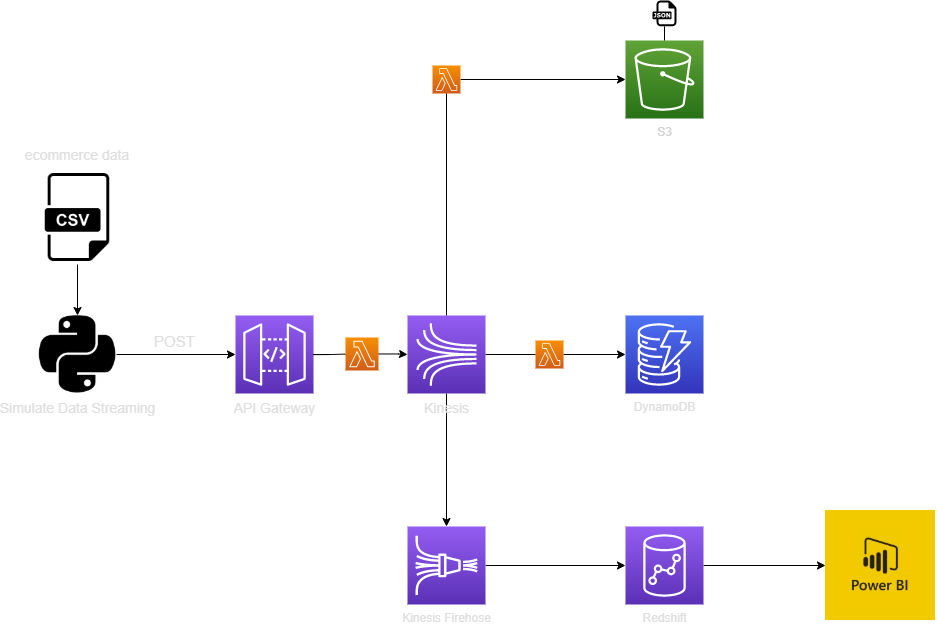 JSON
S3
ecommerce data
CSV
POST
Simulate Data Streaming
API Gateway
</>
Kinesis
DynamoDB
Kinesis Firehose
Redshift
Power BI